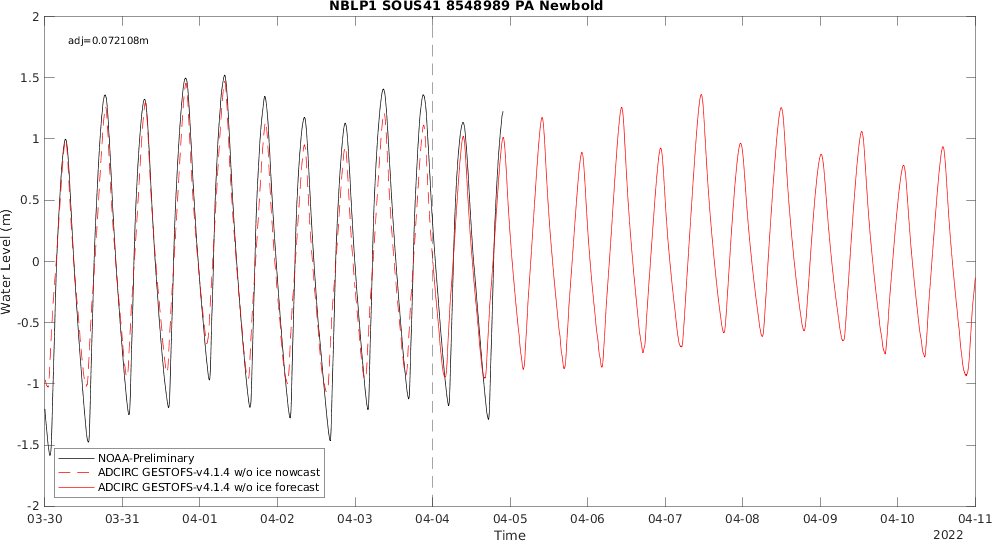 NBLP1 SOUS41 8548989 PA Newbold
adj=0.072108m
Water Level (m)
2
1.5
1
0.5
0
-0.5
-1
-1.5
-2
NOAA-Preliminary
ADCIRC GESTOFS-v4.1.4 w/o ice nowcast
ADCIRC GESTOFS-v4.1.4 w/o ice forecast
03-30 03-31 04-01 04-02 04-03 04-04 04-05 04-06 04-07 04-08 04-09 04-10 04-11
Time
2022